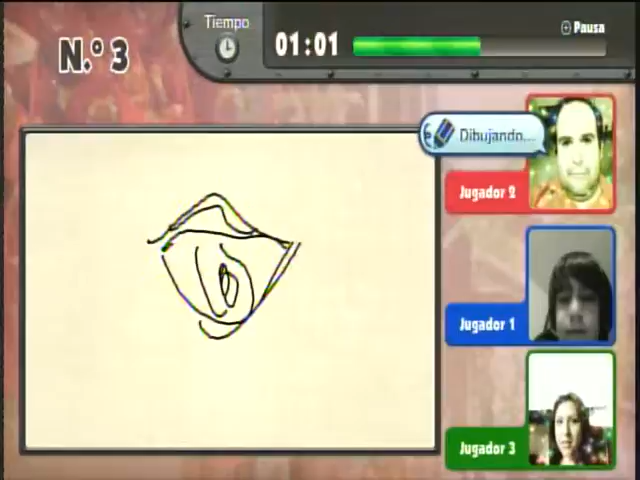 Tiempo
N.º 3
01:01
Pausa
Dibujando...
Jugador 2
Jugador 1
Jugador 3